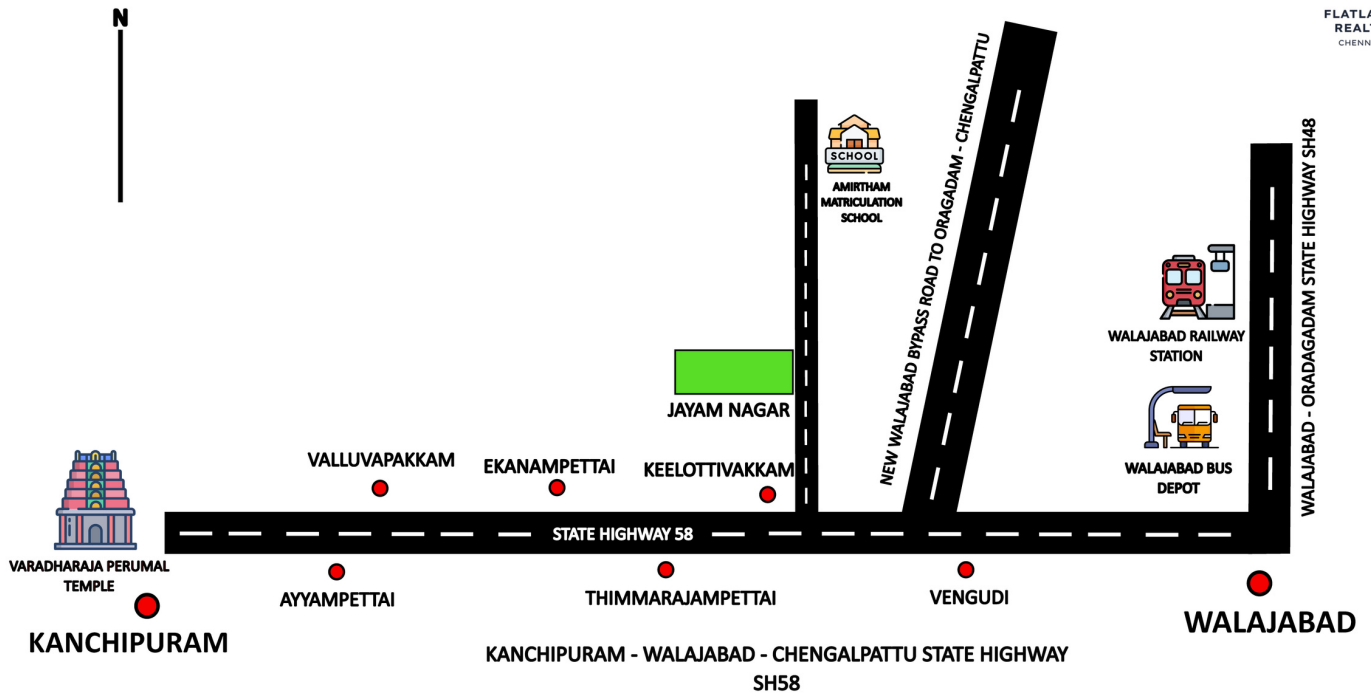 N
FLATLA
REALT
CHENN
SCHOOL
AMIRTHAM
MATRICULATION
SCHOOL
NEW WALAJABAD BYPASS ROAD TO ORAGADAM - CHENGALPATTU
WALAJABAD - ORADAGADAM STATE HIGHWAY SH48
WALAJABAD RAILWAY
STATION
JAYAM NAGAR
WALAJABAD BUS
DEPOT
VALLUVAPAKKAM
EKANAMPETTAI
KEELOTTIVAKKAM
STATE HIGHWAY 58
VARADHARAJA PERUMAL
TEMPLE
AYYAMPETTAI
THIMMARAJAMPETTAI
VENGUDI
KANCHIPURAM
WALAJABAD
KANCHIPURAM - WALAJABAD - CHENGALPATTU STATE HIGHWAY
SH58